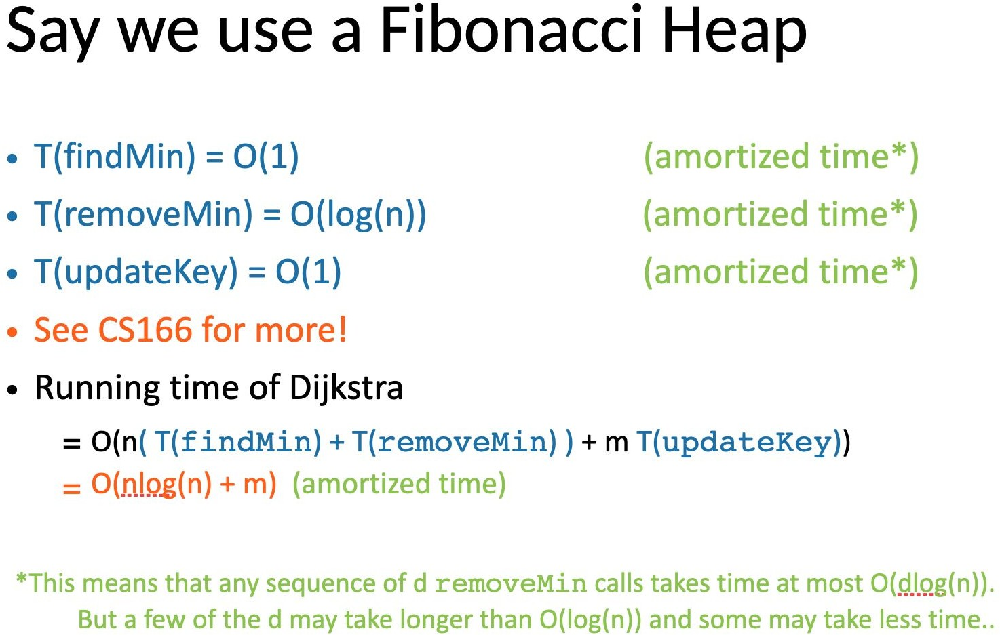 Say we use a Fibonacci Heap
• T(findMin) = O(1) (amortized time*)
• T(removeMin) = O(log(n)) (amortized time*)
• T(updateKey) = O(1) (amortized time*)
• See CS166 for more!
• Running time of Dijkstra
= O(n( T(findMin) + T(removeMin) ) + m T(updateKey))
= O(nlog(n) + m) (amortized time)
*This means that any sequence of d removeMin calls takes time at most O(dlog(n)).
But a few of the d may take longer than O(log(n)) and some may take less time..